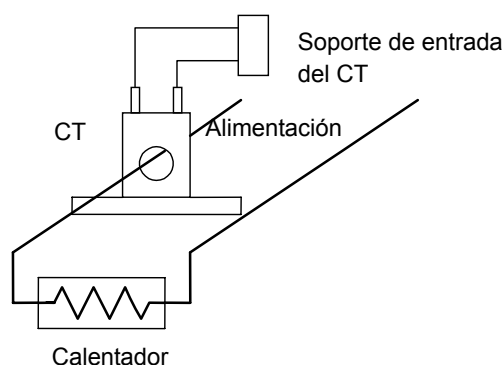 Soporte de entrada
del CT
CT
Alimentación
Calentador